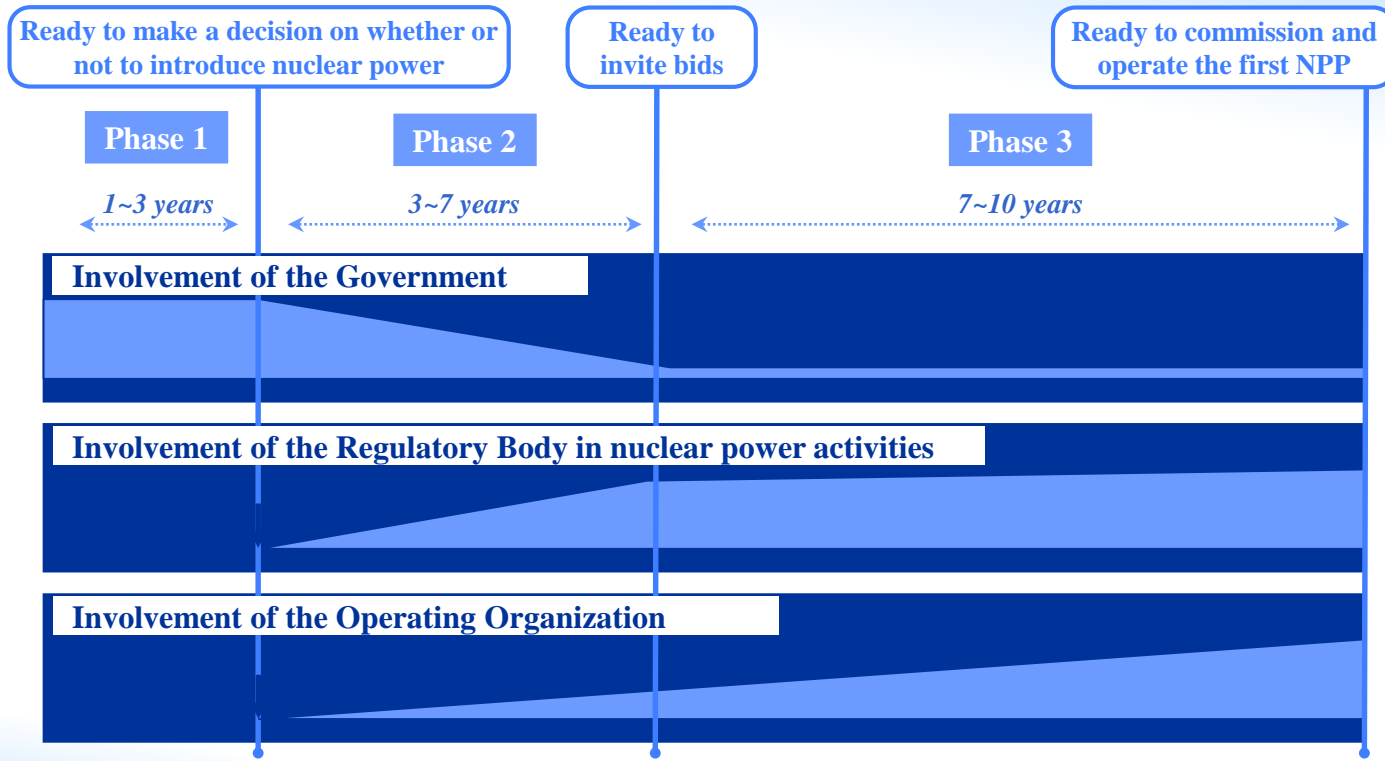 Ready to make a decision on whether or
not to introduce nuclear power
Ready to
invite bids
Ready to commission and
operate the first NPP
Phase 1
Phase 2
Phase 3
1~3 years
3~7 years
7~10 years
Involvement of the Government
Involvement of the Regulatory Body in nuclear power activities
Involvement of the Operating Organization